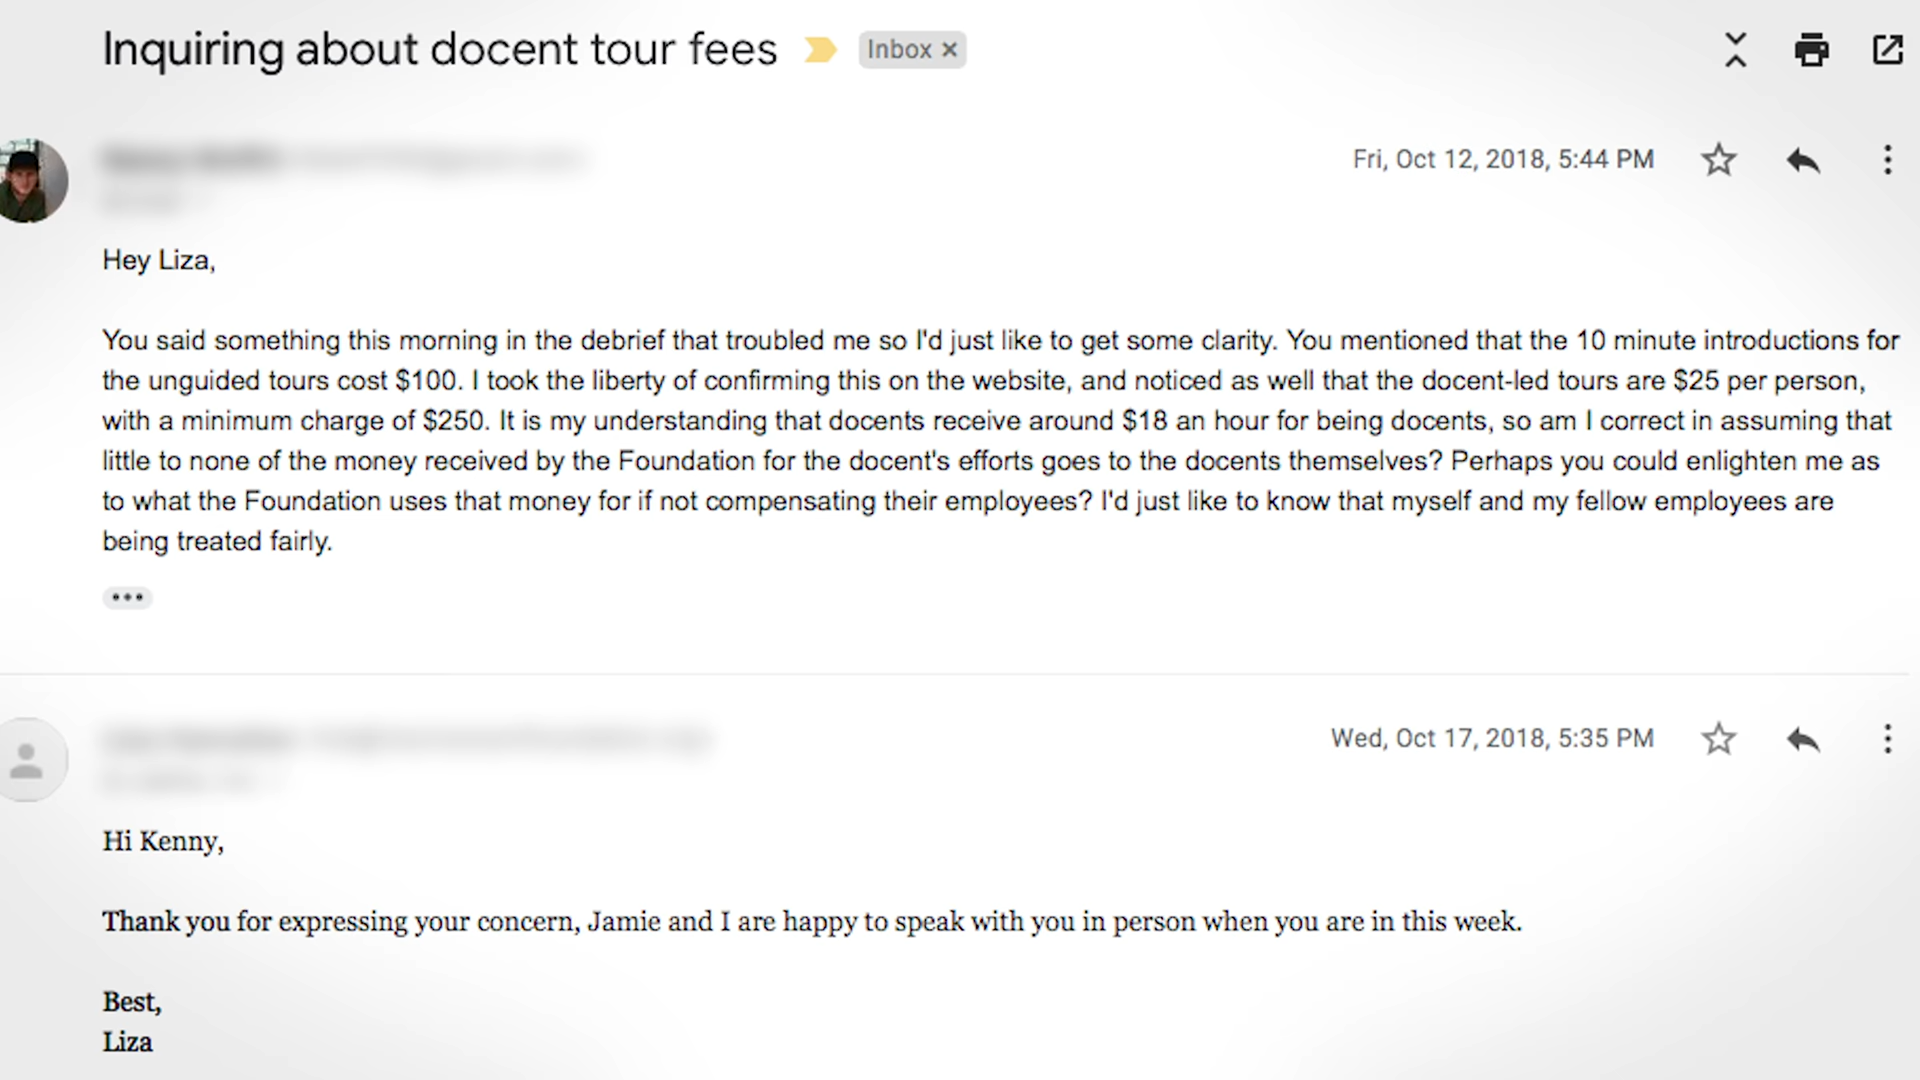 Inquiring about docent tour fees Inbox ×
Fri, Oct 12, 2018, 5:44 PM
Hey Liza,
You said something this morning in the debrief that troubled me so I'd just like to get some clarity. You mentioned that the 10 minute introductions for
the unguided tours cost $100. I took the liberty of confirming this on the website, and noticed as well that the docent-led tours are $25 per person,
with a minimum charge of $250. It is my understanding that docents receive around $18 an hour for being docents, so am I correct in assuming that
little to none of the money received by the Foundation for the docent's efforts goes to the docents themselves? Perhaps you could enlighten me as
to what the Foundation uses that money for if not compensating their employees? I'd just like to know that myself and my fellow employees are
being treated fairly.
Wed, Oct 17, 2018, 5:35 PM
Hi Kenny,
Thank you for expressing your concern, Jamie and I are happy to speak with you in person when you are in this week.
Best,
Liza